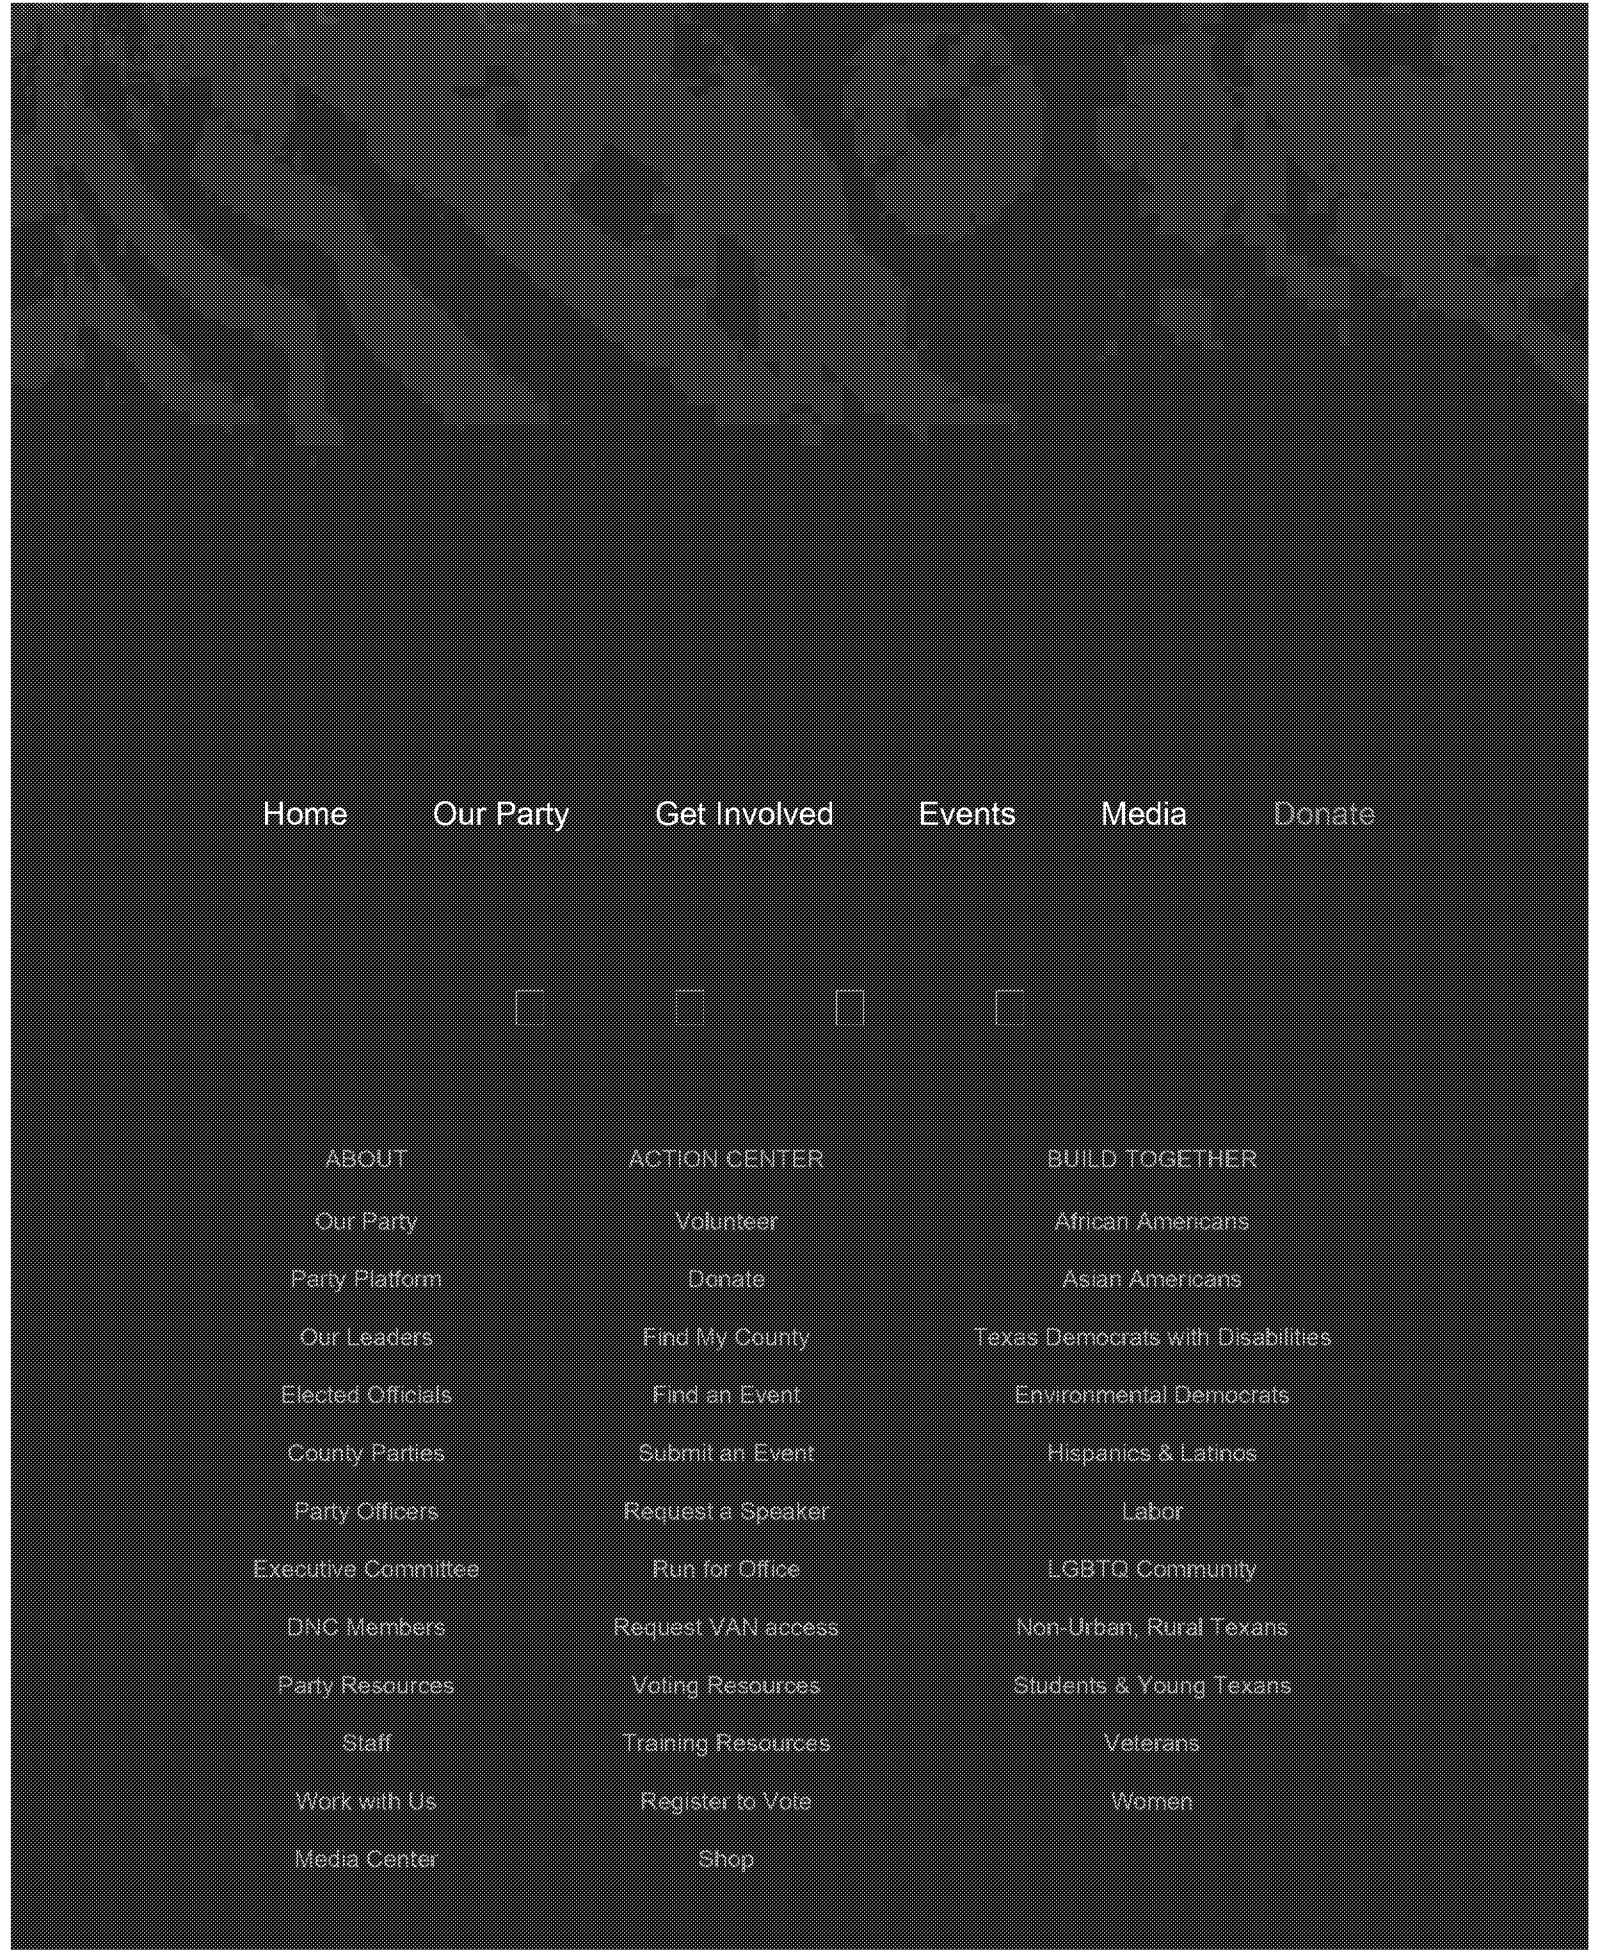 Home Our Party Get Involved Events Media Donate
ABOUT
Our Party
Party Platform
Our Leaders
Elected Officials
County Parties
Party Officers
Executive Committee
DNC Members
Party Resources
Staff
Work with Us
Media Center
ACTION CENTER
Volunteer
Donate
Find My County
Find an Event
Submit an Event
Request a Speaker
Run for Office
Request VAN access
Voting Resources
Training Resources
Register to Vote
Shop
BUILD TOGETHER
African Americans
Asian Americans
Texas Democrats with Disabilities
Environmental Democrats
Hispanics & Latinos
Labor
LGBTQ Community
Non-Urban, Rural Texans
Students & Young Texans
Veterans
Women